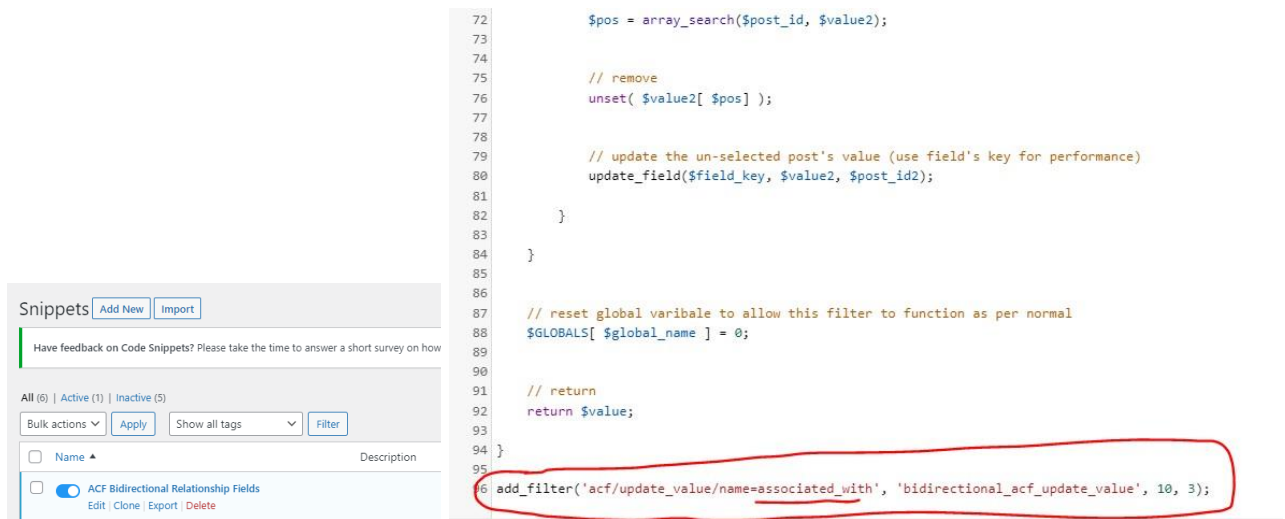 Snippets Add New Import
Have feedback on Code Snippets? Please take the time to answer a short survey on how
All (6) | Active (1) | Inactive (5)
Bulk actions Apply Show all tags Filter
Name Description
ACF Bidirectional Relationship Fields
Edit | Clone | Export | Delete
72 $pos = array_search($post_id, $value2);
73
74
75 // remove
76 unset( $value2[ $pos] );
77
78
79 // update the un-selected post's value (use field's key for performance)
80 update_field($field_key, $value2, $post_id2);
81
82 }
83
84 }
85
86
87 // reset global varibale to allow this filter to function as per normal
88 $GLOBALS[ $global_name ] = 0;
89
90
91 // return
92 return $value;
93
94 }
95
96 add_filter('acf/update_value/name=associated_with', 'bidirectional_acf_update_value', 10, 3);